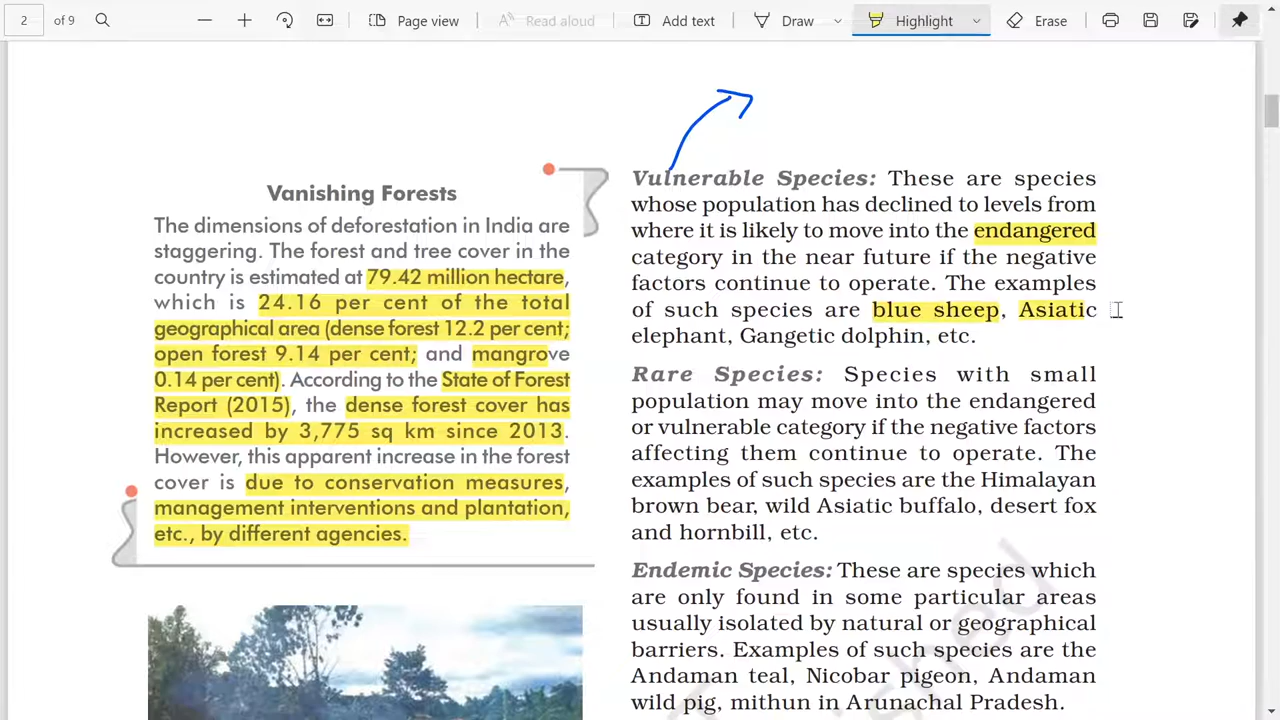 2 of 9 Page view Read aloud Add text Draw Highlight Erase
Vanishing Forests
The dimensions of deforestation in India are
staggering. The forest and tree cover in the
country is estimated at 79.42 million hectare,
which is 24.16 per cent of the total
geographical area (dense forest 12.2 per cent;
open forest 9.14 per cent; and mangrove
0.14 per cent). According to the State of Forest
Report (2015), the dense forest cover has
increased by 3,775 sq km since 2013.
However, this apparent increase in the forest
cover is due to conservation measures,
management interventions and plantation,
etc., by different agencies.
Vulnerable Species: These are species
whose population has declined to levels from
where it is likely to move into the endangered
category in the near future if the negative
factors continue to operate. The examples
of such species are blue sheep, Asiatic
elephant, Gangetic dolphin, etc.
Rare Species: Species with small
population may move into the endangered
or vulnerable category if the negative factors
affecting them continue to operate. The
examples of such species are the Himalayan
brown bear, wild Asiatic buffalo, desert fox
and hornbill, etc.
Endemic Species: These are species which
are only found in some particular areas
usually isolated by natural or geographical
barriers. Examples of such species are the
Andaman teal, Nicobar pigeon, Andaman
wild pig, mithun in Arunachal Pradesh.